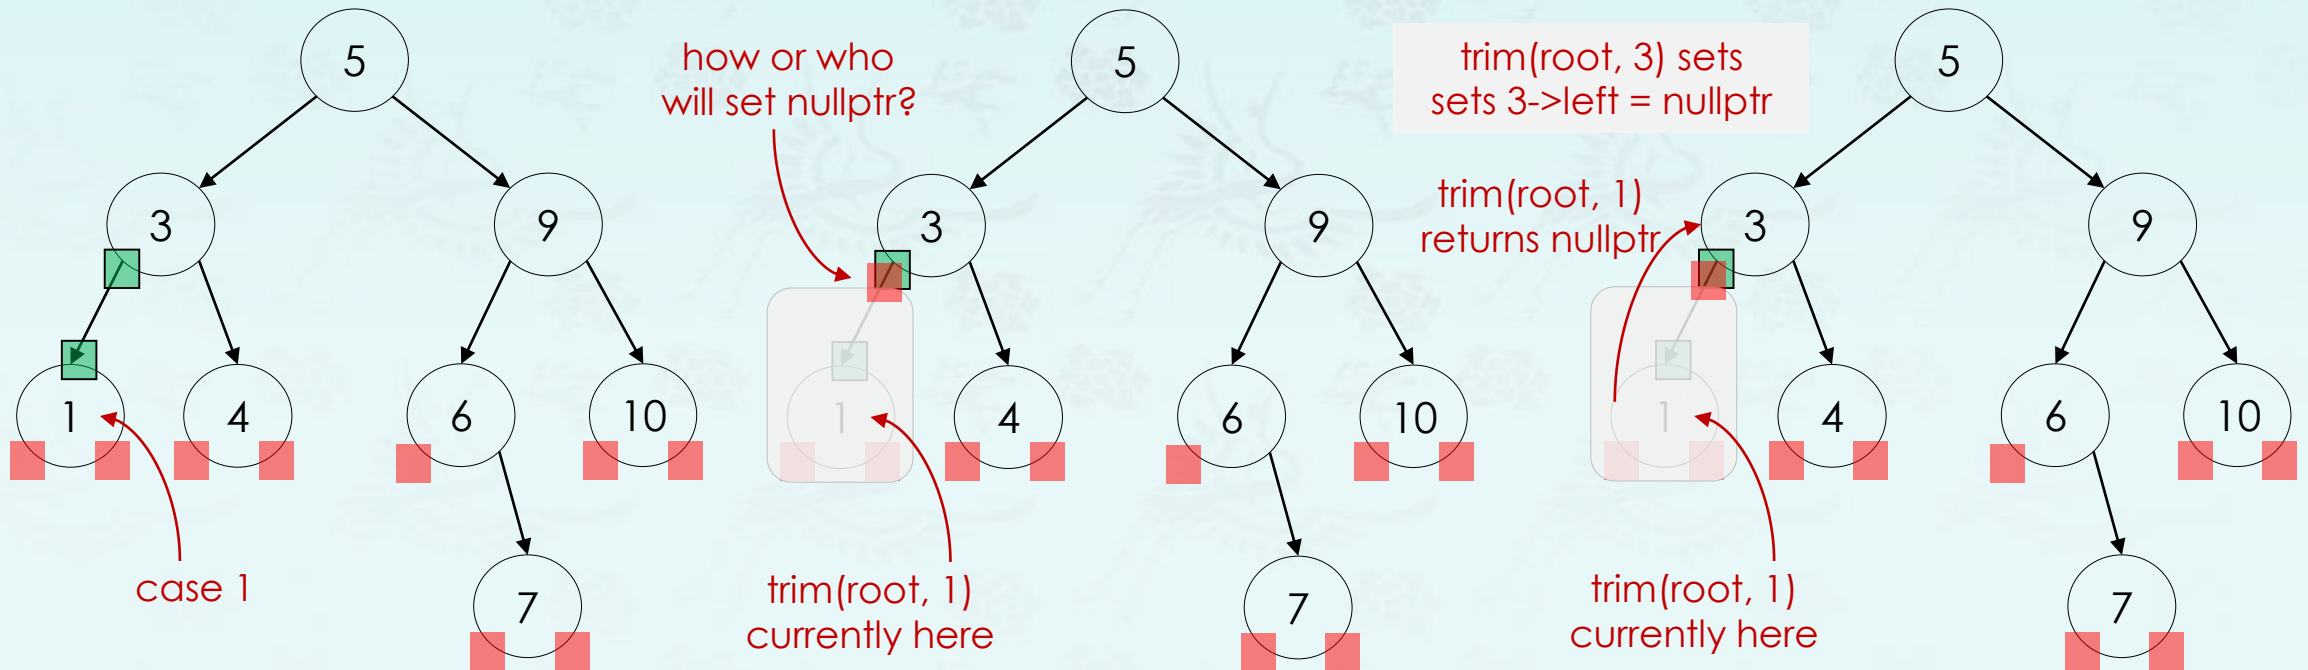 5
3
9
1
4
6
10
7
case 1
how or who
will set nullptr?
5
3
9
1
4
6
10
7
trim(root, 1)
currently here
trim(root, 3) sets
sets 3->left = nullptr
trim(root, 1)
returns nullptr
5
3
9
1
4
6
10
7
trim(root, 1)
currently here